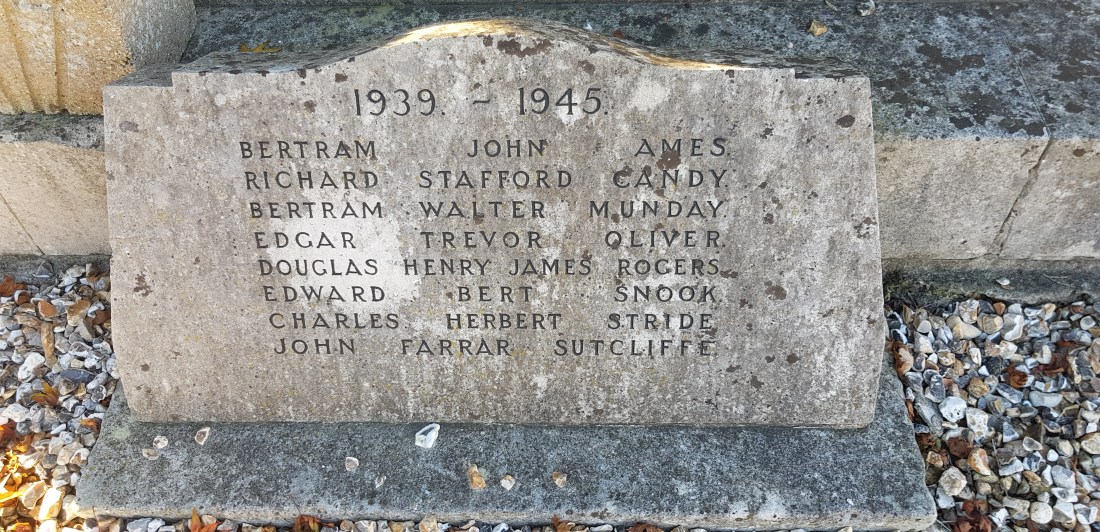 1939. ~ 1945.
BERTRAM JOHN AMES.
RICHARD STAFFORD CANDY.
BERTRAM WALTER MUNDAY.
EDGAR TREVOR OLIVER.
DOUGLAS HENRY JAMES ROGERS.
EDWARD BERT SNOOK.
CHARLES HERBERT STRIDE.
JOHN FARRAR SUTCLIFFE.